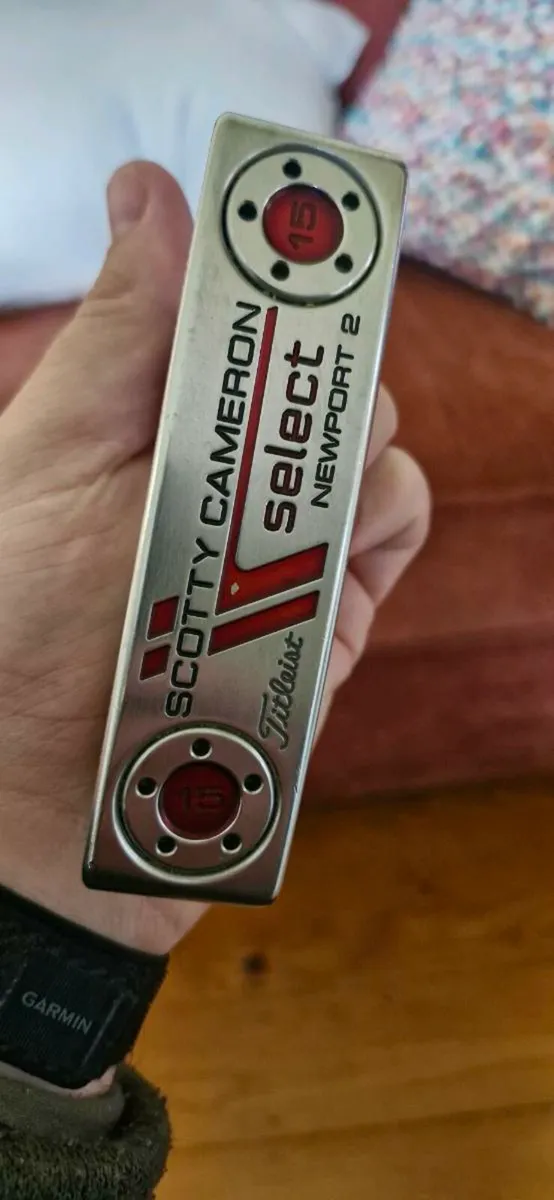 15
SCOTTY CAMERON
select
NEWPORT 2
Titleist
15
GARMIN